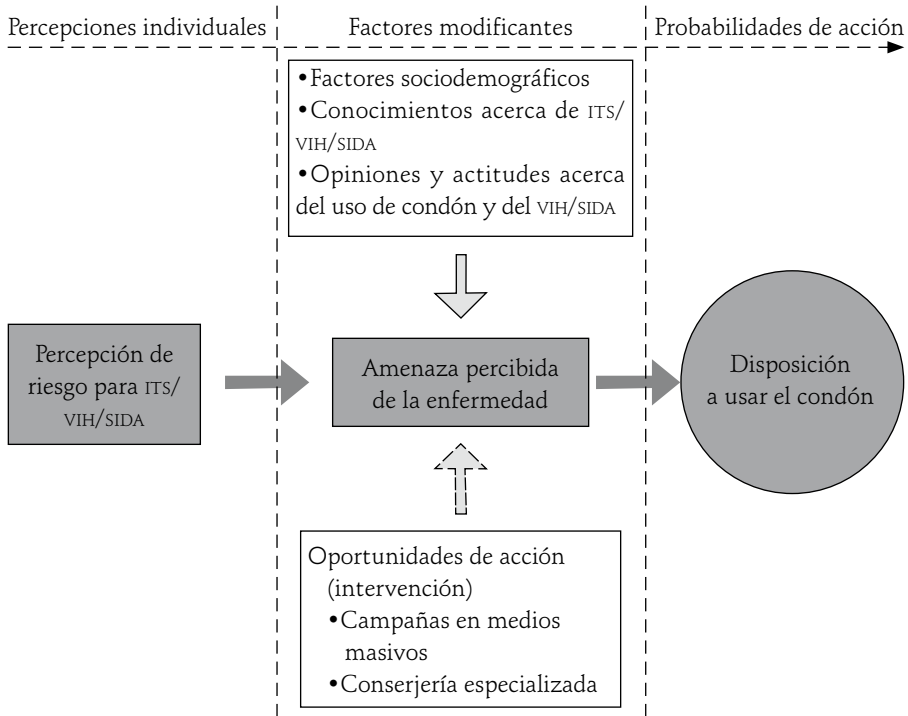 Percepciones individuales
Factores modificantes
Probabilidades de acción
•Factores sociodemográficos
•Conocimientos acerca de ITS/
VIH/SIDA
•Opiniones y actitudes acerca
del uso de condón y del VIH/SIDA
Percepción de
riesgo para ITS/
VIH/SIDA
Amenaza percibida
de la enfermedad
Disposición
a usar el condón
Oportunidades de acción
(intervención)
•Campañas en medios
masivos
•Conserjería especializada